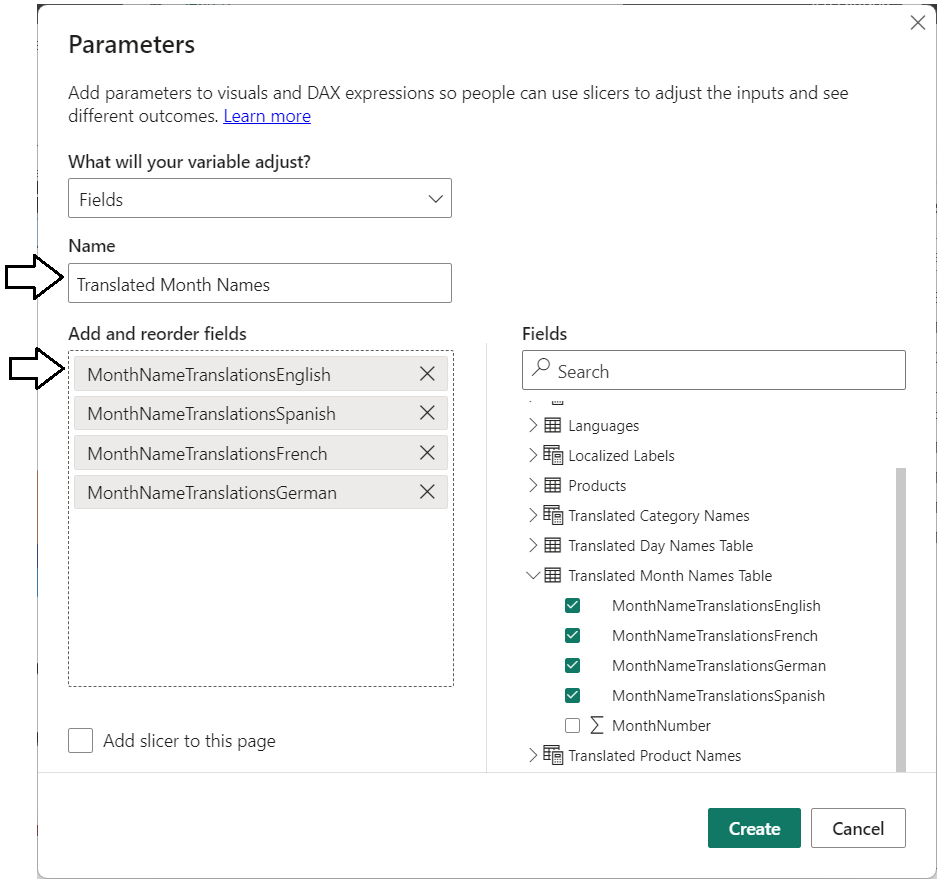 Parameters
Add parameters to visuals and DAX expressions so people can use slicers to adjust the inputs and see
different outcomes. Learn more
What will your variable adjust?
Fields
Name
Translated Month Names
Add and reorder fields
MonthNameTranslationsEnglish
MonthNameTranslationsSpanish
MonthNameTranslationsFrench
MonthNameTranslationsGerman
Add slicer to this page
Fields
Search
Languages
Localized Labels
Products
Translated Category Names
Translated Day Names Table
Translated Month Names Table
MonthNameTranslationsEnglish
MonthNameTranslationsFrench
MonthNameTranslationsGerman
MonthNameTranslationsSpanish
MonthNumber
Translated Product Names
Create
Cancel